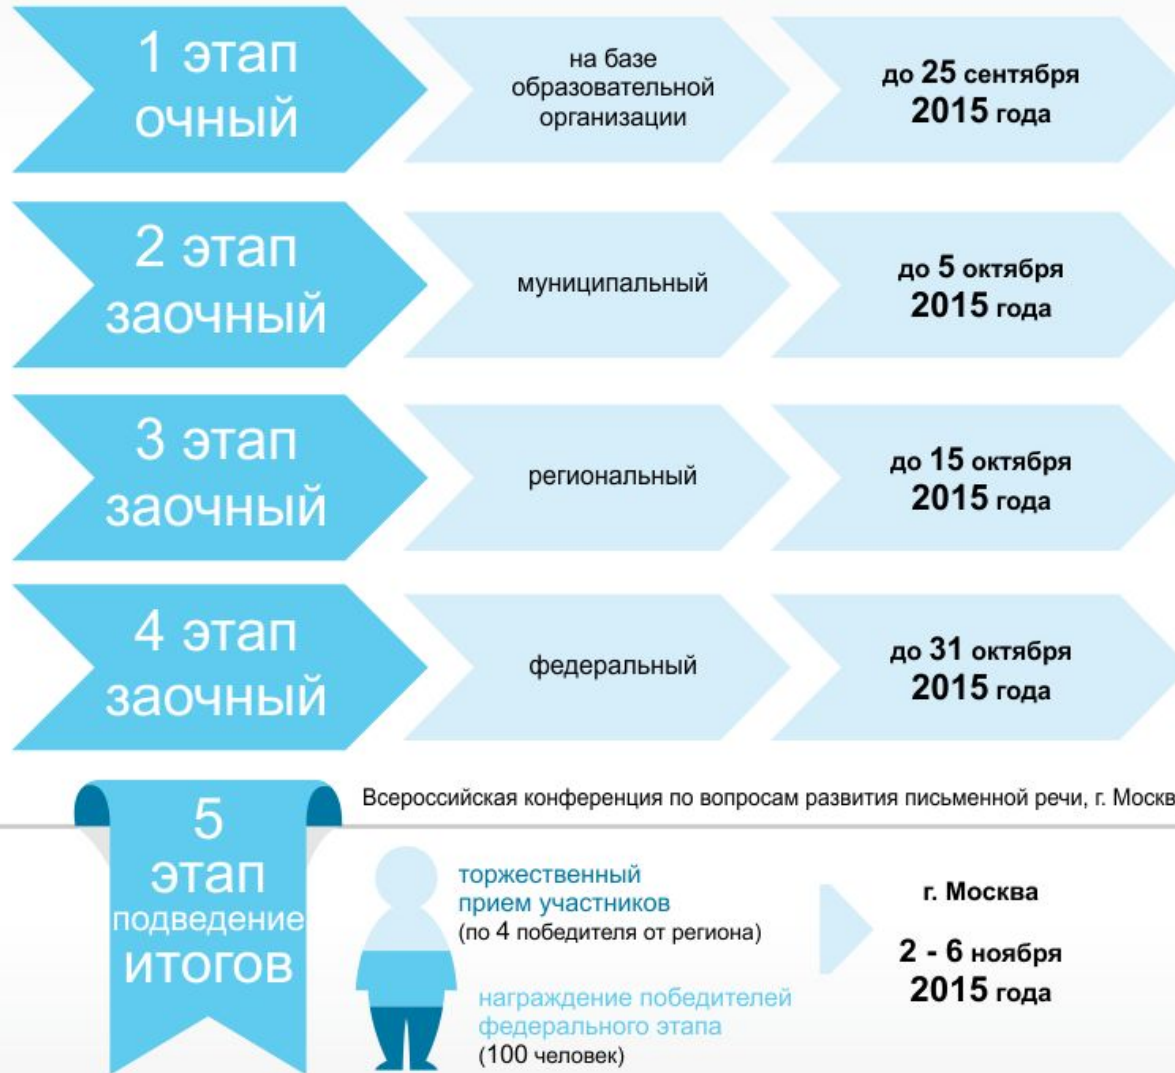 1 этап
очный
на базе
образовательной
организации
до 25 сентября
2015 года
2 этап
заочный
муниципальный
до 5 октября
2015 года
3 этап
заочный
региональный
до 15 октября
2015 года
4 этап
заочный
федеральный
до 31 октября
2015 года
Всероссийская конференция по вопросам развития письменной речи, г. Москв
5
этап
подведение
итогов
торжественный
прием участников
(по 4 победителя от региона)
награждение победителей
федерального этапа
(100 человек)
г. Москва
2 - 6 ноября
2015 года